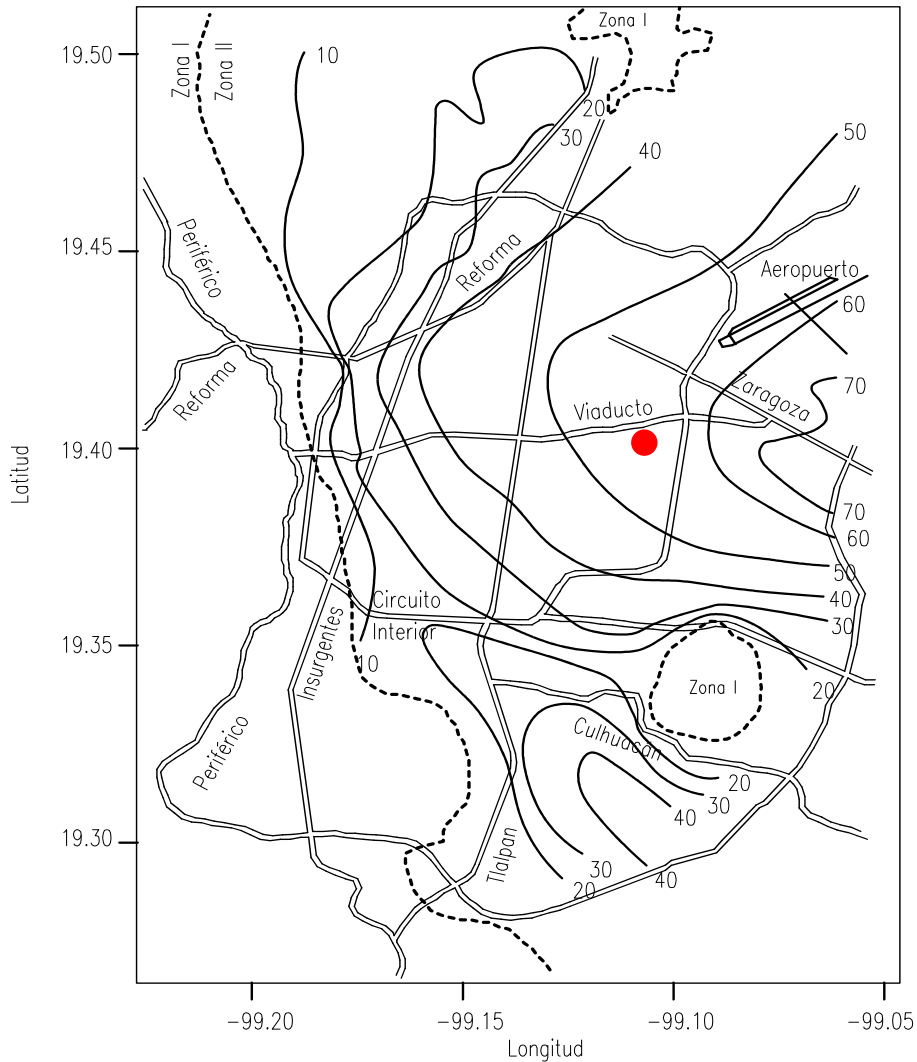 Zona I
19.50
Zona I
Zona II
10
20
30
40
50
19.45
Periférico
Reforma
Aeropuerto
60
Reforma
70
Zaragoza
Viaducto
19.40
Latitud
70
60
50
40
30
Circuito
Interior
19.35
Insurgentes
10
Zona I
20
Periférico
Culhuacán
20
30
40
19.30
Tlalpan
30
20
40
-99.20
-99.15
-99.10
-99.05
Longitud